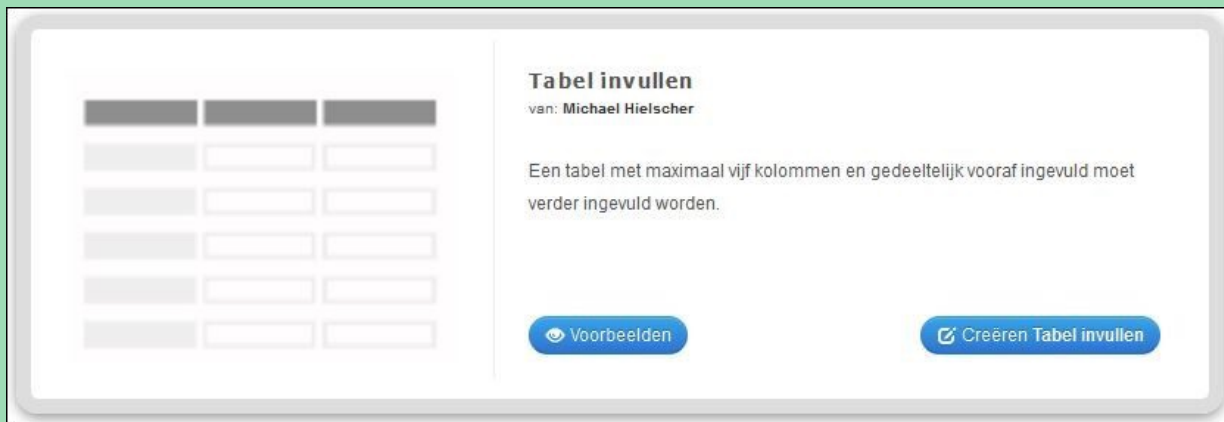 Tabel invullen
van: Michael Hielscher
Een tabel met maximaal vijf kolommen en gedeeltelijk vooraf ingevuld moet
verder ingevuld worden.
Voorbeelden
Creëren Tabel invullen